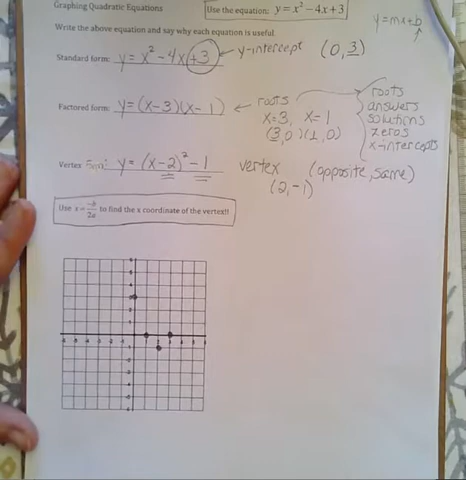 Graphing Quadratic Equations
Use the equation: y = x² − 4x + 3
y=mx+b
Write the above equation and say why each equation is useful.
Standard form: y = x² − 4x + 3 ← y-intercept (0, 3)
Factored form: y = (x−3)(x−1) ← roots
x=3, x=1
(3,0)(1,0)
roots
answers
solutions
zeros
x-intercepts
Vertex Form: y = (x−2)² − 1 vertex (opposite, same)
(2,−1)
Use x = −b/2a to find the x coordinate of the vertex!!